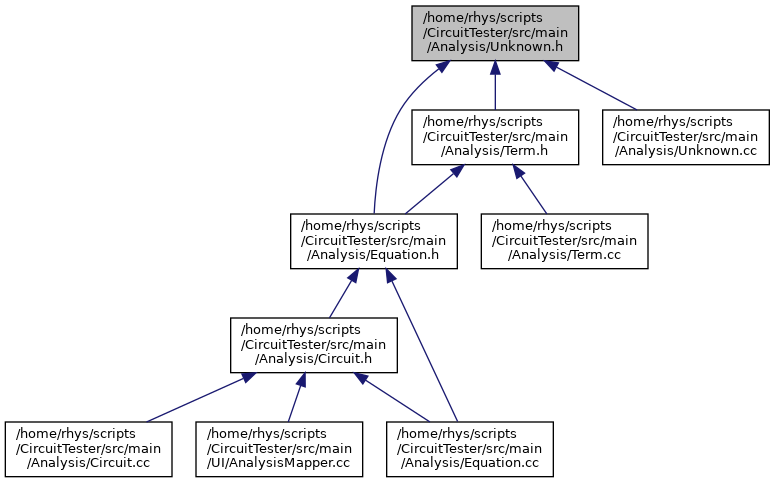 /home/rhys/scripts
/CircuitTester/src/main
/Analysis/Unknown.h
/home/rhys/scripts
/CircuitTester/src/main
/Analysis/Term.h
/home/rhys/scripts
/CircuitTester/src/main
/Analysis/Unknown.cc
/home/rhys/scripts
/CircuitTester/src/main
/Analysis/Equation.h
/home/rhys/scripts
/CircuitTester/src/main
/Analysis/Term.cc
/home/rhys/scripts
/CircuitTester/src/main
/Analysis/Circuit.h
/home/rhys/scripts
/CircuitTester/src/main
/Analysis/Circuit.cc
/home/rhys/scripts
/CircuitTester/src/main
/UI/AnalysisMapper.cc
/home/rhys/scripts
/CircuitTester/src/main
/Analysis/Equation.cc